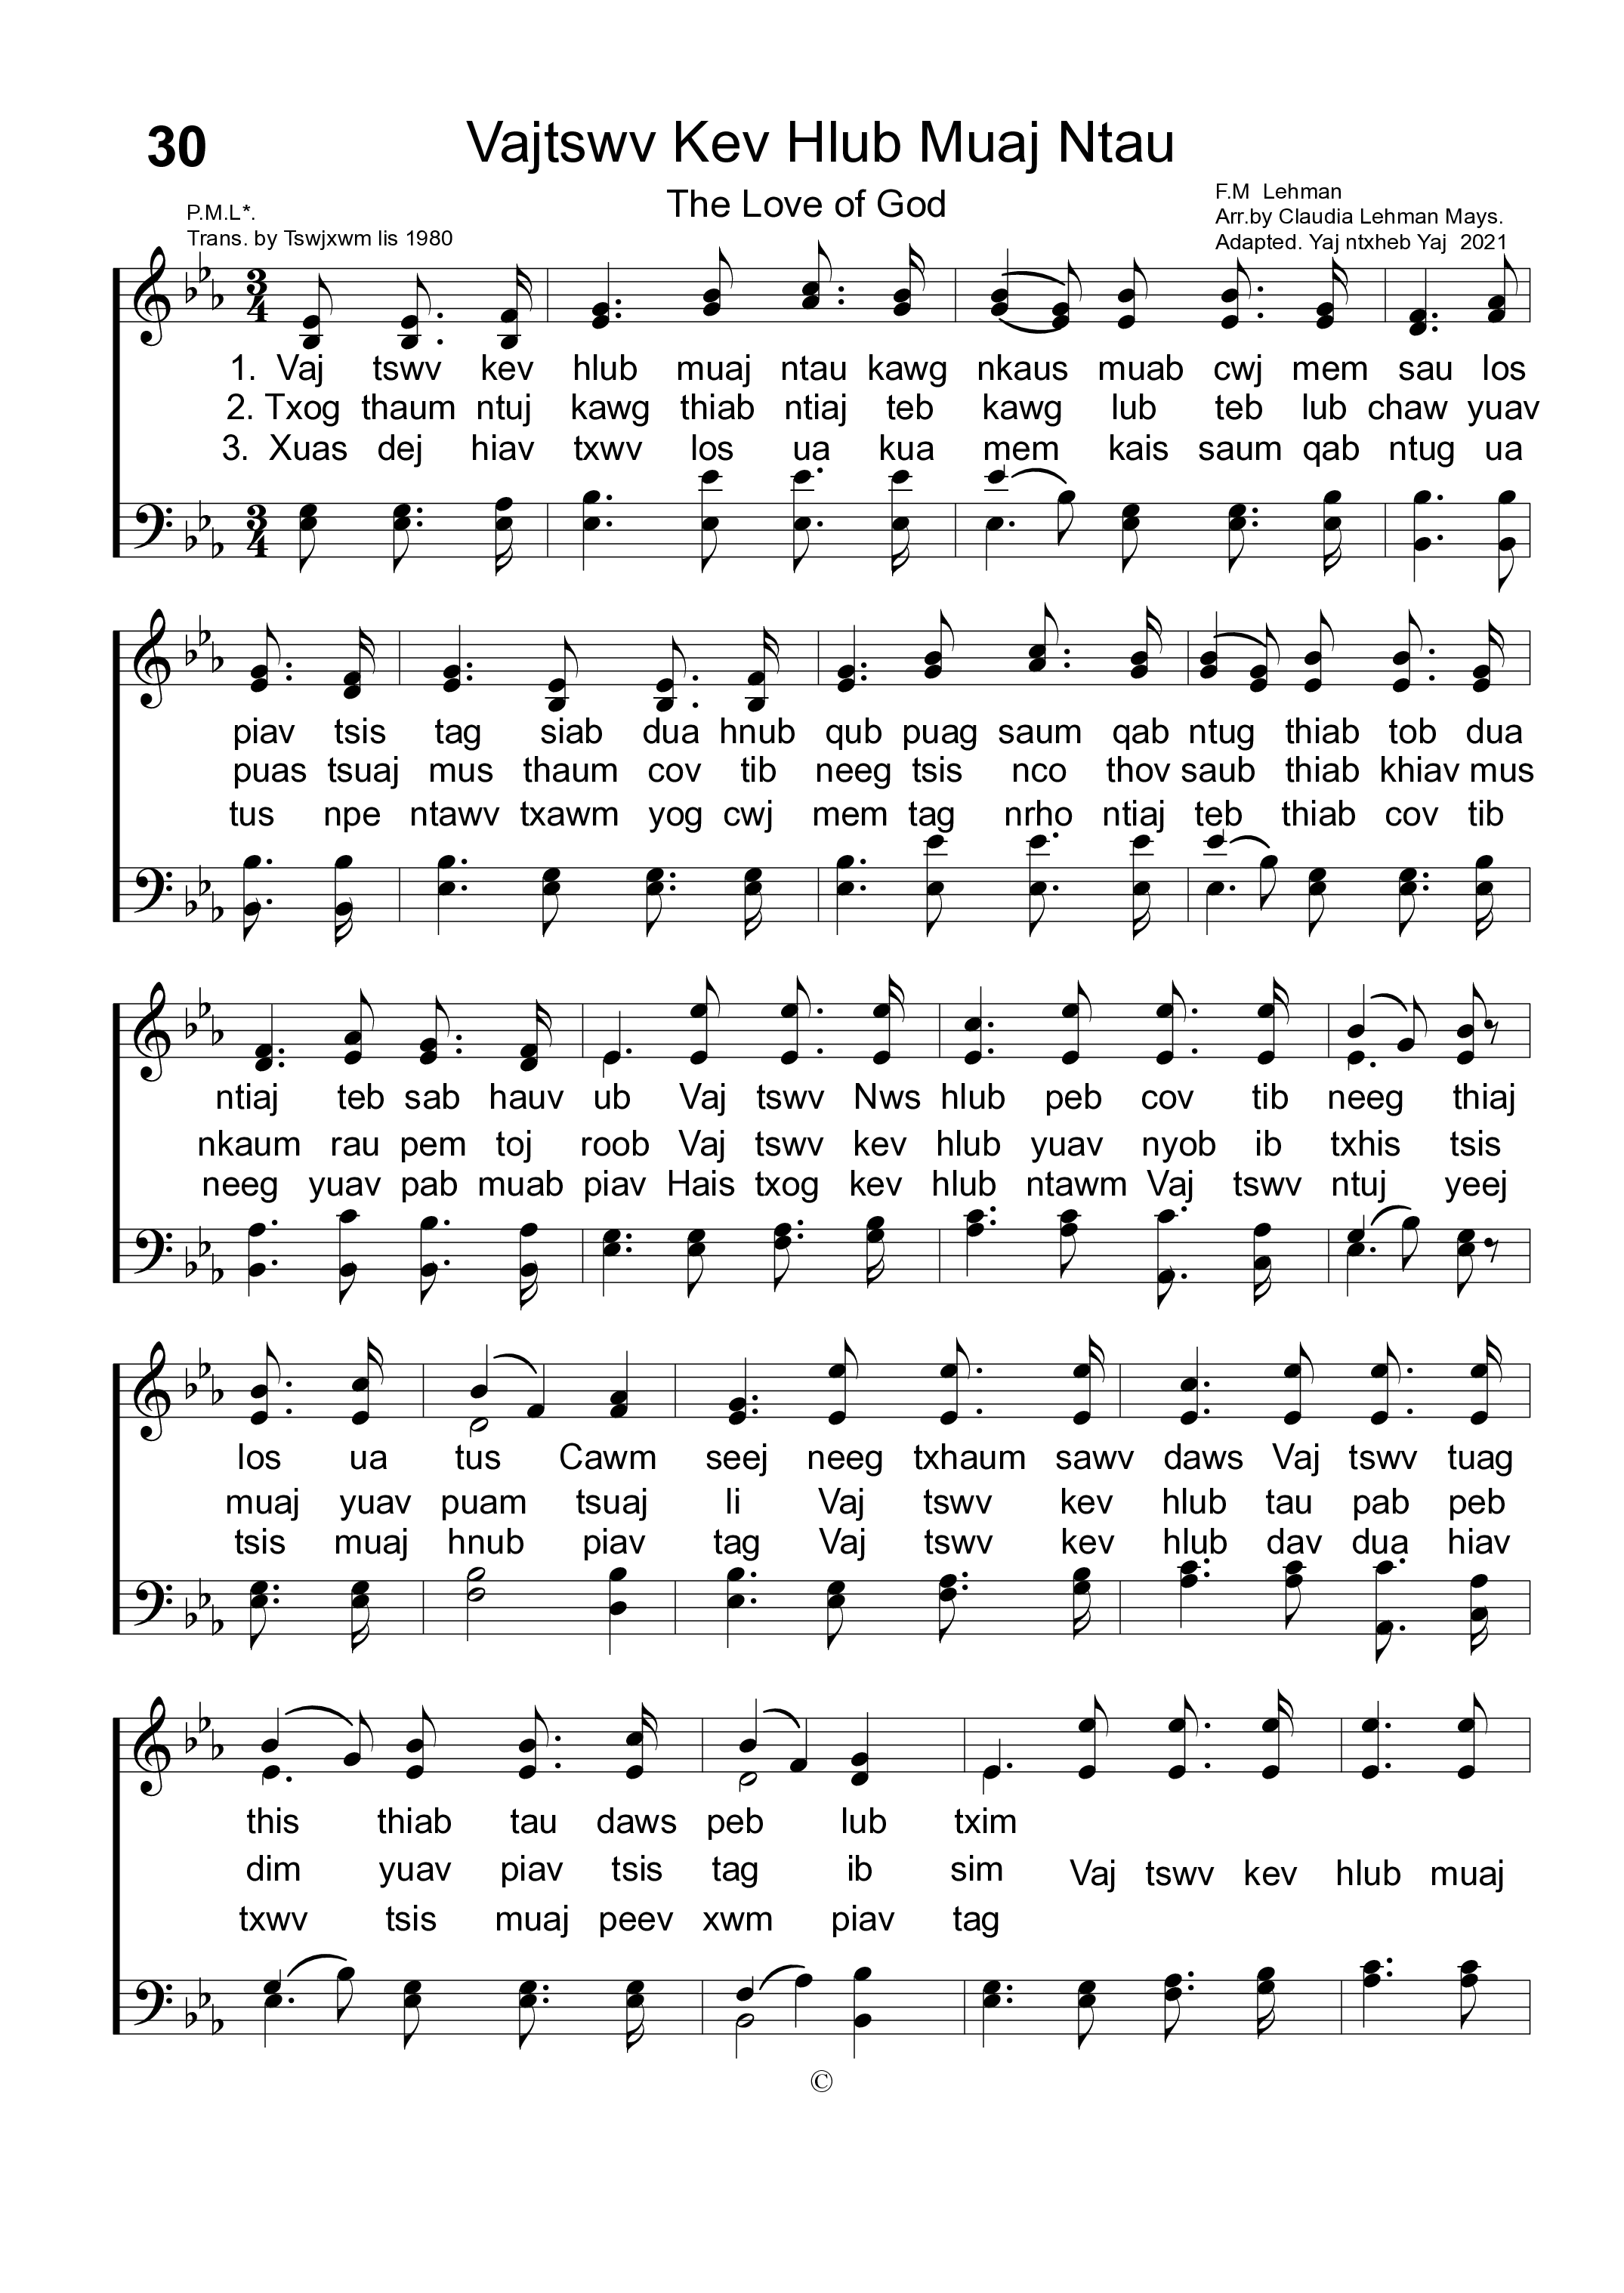 30
Vajtswv Kev Hlub Muaj Ntau
The Love of God
P.M.L*.
Trans. by Tswjxwm lis 1980
F.M Lehman
Arr.by Claudia Lehman Mays.
Adapted. Yaj ntxheb Yaj 2021
1. Vaj tswv kev hlub muaj ntau kawg nkaus muab cwj mem sau los
2. Txog thaum ntuj kawg thiab ntiaj teb kawg lub teb lub chaw yuav
3. Xuas dej hiav txwv los ua kua mem kais saum qab ntug ua
piav tsis tag siab dua hnub qub puag saum qab ntug thiab tob dua
puas tsuaj mus thaum cov tib neeg tsis nco thov saub thiab khiav mus
tus npe ntawv txawm yog cwj mem tag nrho ntiaj teb thiab cov tib
ntiaj teb sab hauv ub Vaj tswv Nws hlub peb cov tib neeg thiaj
nkaum rau pem toj roob Vaj tswv kev hlub yuav nyob ib txhis tsis
neeg yuav pab muab piav Hais txog kev hlub ntawm Vaj tswv ntuj yeej
los ua tus Cawm seej neeg txhaum sawv daws Vaj tswv tuag
muaj yuav puam tsuaj li Vaj tswv kev hlub tau pab peb
tsis muaj hnub piav tag Vaj tswv kev hlub dav dua hiav
this thiab tau daws peb lub txim
dim yuav piav tsis tag ib sim Vaj tswv kev hlub muaj
txwv tsis muaj peev xwm piav tag
©